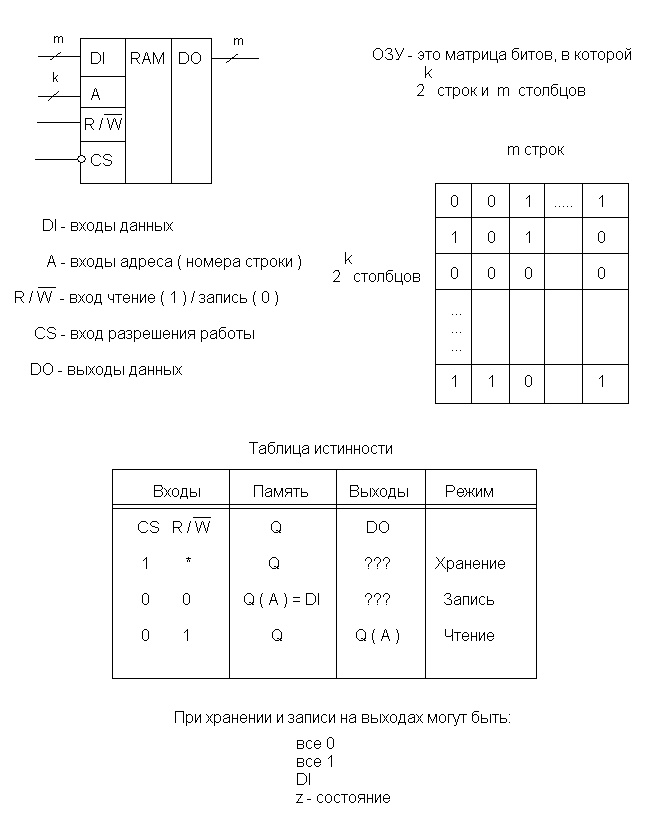 m m
DI RAM DO
k
A
R / W
CS
ОЗУ - это матрица битов, в которой
k
2 строк и m столбцов
m строк
DI - входы данных
A - входы адреса ( номера строки )
R / W - вход чтение ( 1 ) / запись ( 0 )
CS - вход разрешения работы
DO - выходы данных
k
2 столбцов
0 0 1 ..... 1
1 0 1 0
0 0 0 0
...
...
...
1 1 0 1
Таблица истинности
Входы Память Выходы Режим
CS R / W Q DO
1 * Q ??? Хранение
0 0 Q ( A ) = DI ??? Запись
0 1 Q Q ( A ) Чтение
При хранении и записи на выходах могут быть:
все 0
все 1
DI
z - состояние